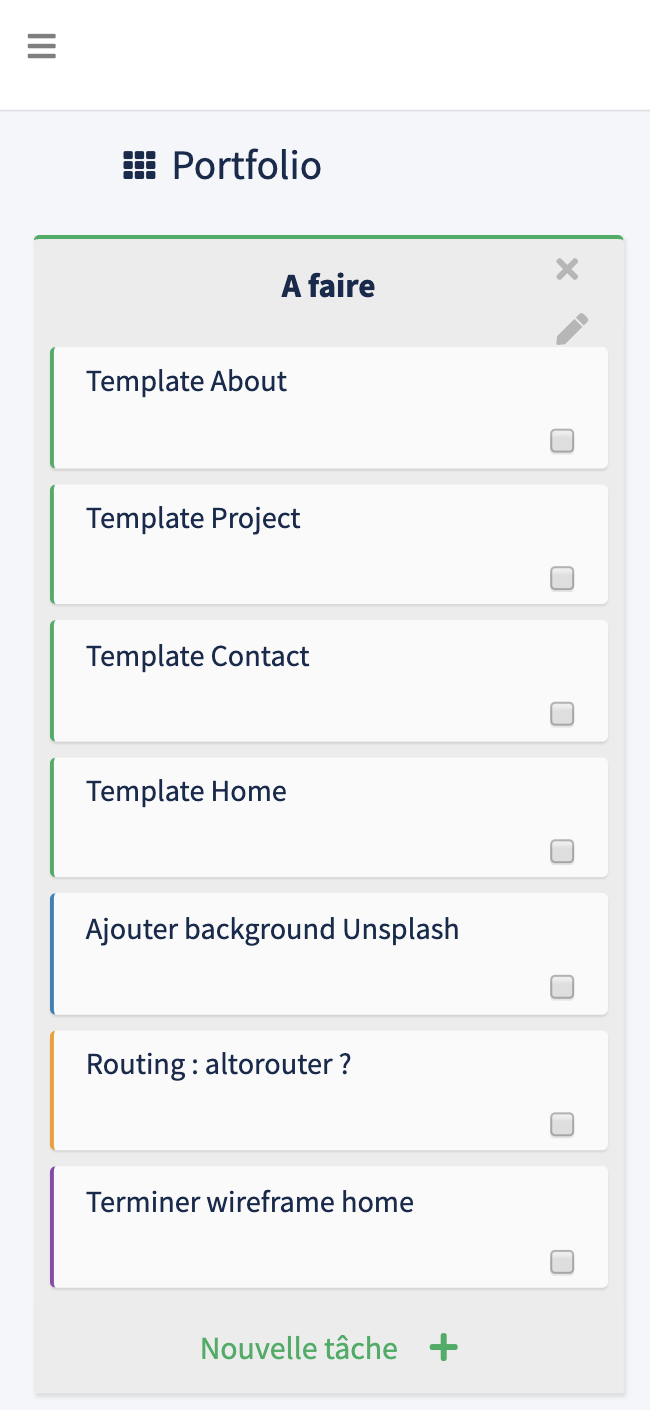 Portfolio
A faire
Template About
Template Project
Template Contact
Template Home
Ajouter background Unsplash
Routing : altorouter ?
Terminer wireframe home
Nouvelle tâche